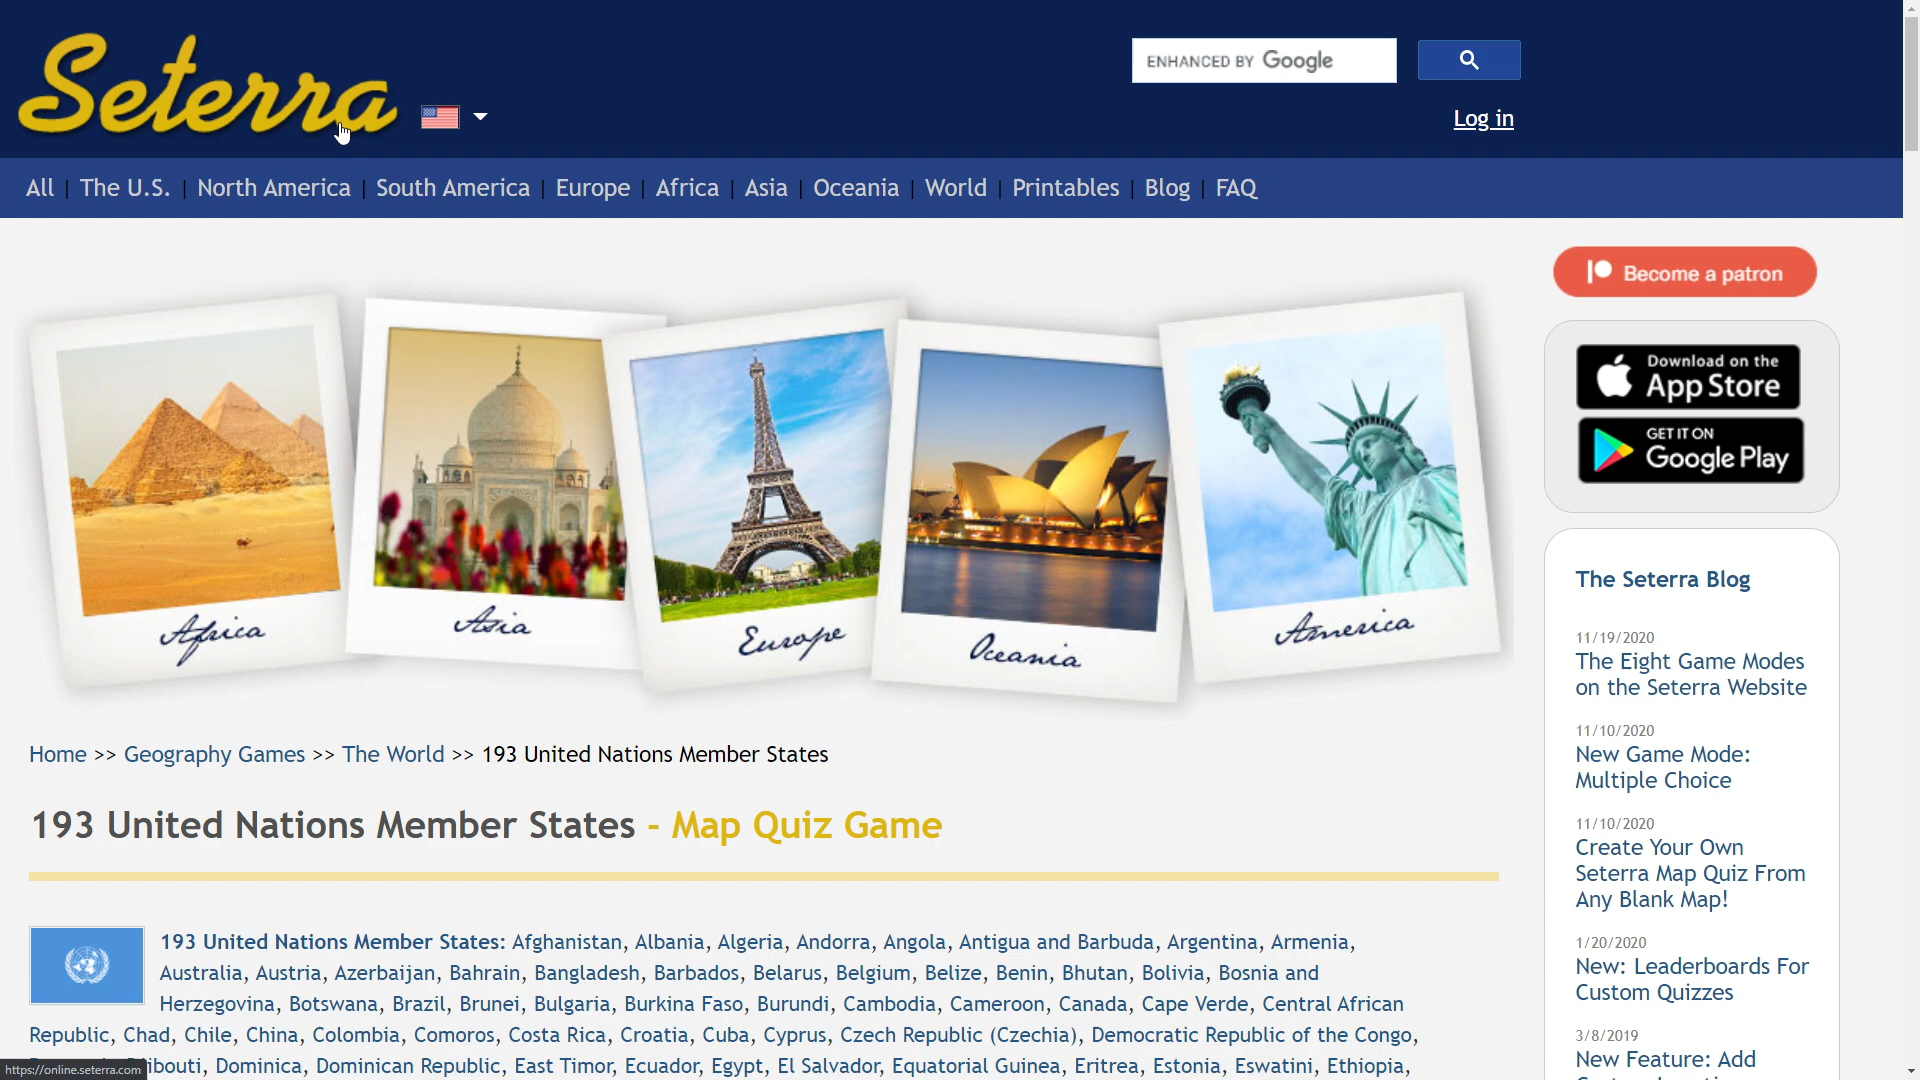 Seterra
ENHANCED BY Google
Log in
All | The U.S. | North America | South America | Europe | Africa | Asia | Oceania | World | Printables | Blog | FAQ
Become a patron
Download on the
App Store
GET IT ON
Google Play
Africa
Asia
Europe
Oceania
America
The Seterra Blog
11/19/2020
The Eight Game Modes
on the Seterra Website
11/10/2020
New Game Mode:
Multiple Choice
11/10/2020
Create Your Own
Seterra Map Quiz From
Any Blank Map!
1/20/2020
New: Leaderboards For
Custom Quizzes
3/8/2019
New Feature: Add
Home >> Geography Games >> The World >> 193 United Nations Member States
193 United Nations Member States - Map Quiz Game
193 United Nations Member States: Afghanistan, Albania, Algeria, Andorra, Angola, Antigua and Barbuda, Argentina, Armenia,
Australia, Austria, Azerbaijan, Bahrain, Bangladesh, Barbados, Belarus, Belgium, Belize, Benin, Bhutan, Bolivia, Bosnia and
Herzegovina, Botswana, Brazil, Brunei, Bulgaria, Burkina Faso, Burundi, Cambodia, Cameroon, Canada, Cape Verde, Central African
Republic, Chad, Chile, China, Colombia, Comoros, Costa Rica, Croatia, Cuba, Cyprus, Czech Republic (Czechia), Democratic Republic of the Congo,
ibouti, Dominica, Dominican Republic, East Timor, Ecuador, Egypt, El Salvador, Equatorial Guinea, Eritrea, Estonia, Eswatini, Ethiopia,
https://online.seterra.com